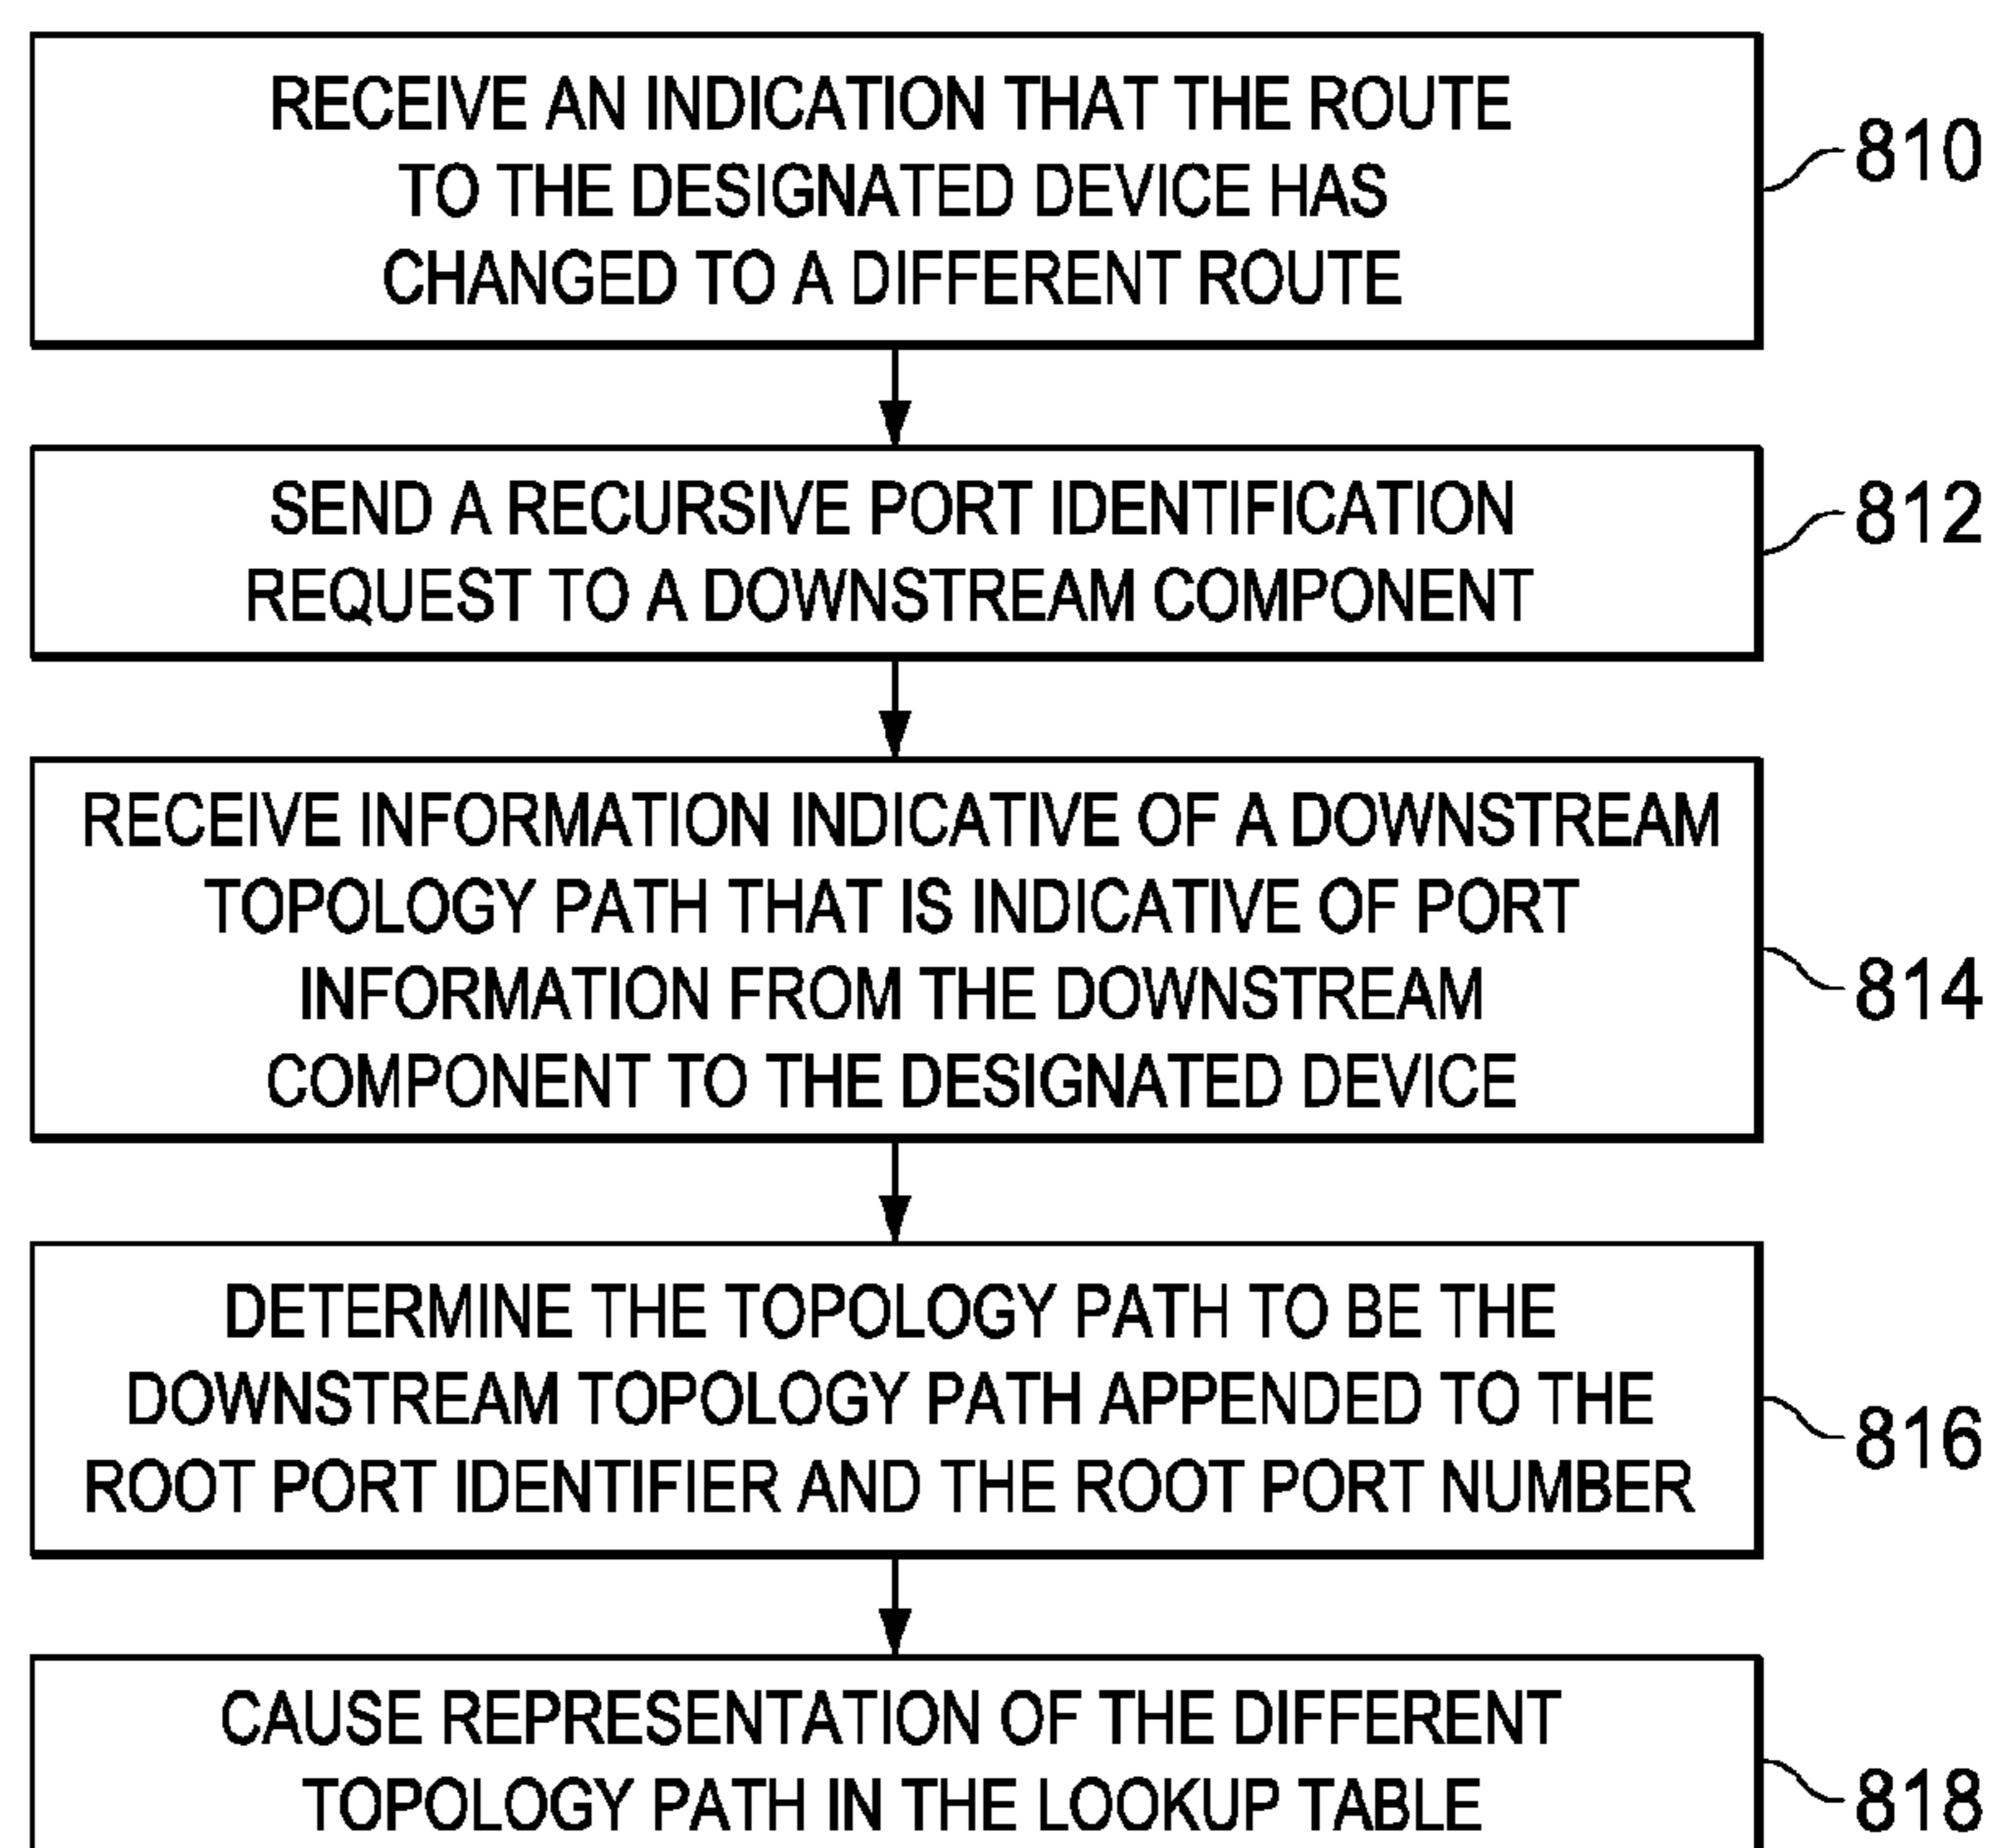 RECEIVE AN INDICATION THAT THE ROUTE
TO THE DESIGNATED DEVICE HAS
CHANGED TO A DIFFERENT ROUTE
810
SEND A RECURSIVE PORT IDENTIFICATION
REQUEST TO A DOWNSTREAM COMPONENT
812
RECEIVE INFORMATION INDICATIVE OF A DOWNSTREAM
TOPOLOGY PATH THAT IS INDICATIVE OF PORT
INFORMATION FROM THE DOWNSTREAM
COMPONENT TO THE DESIGNATED DEVICE
814
DETERMINE THE TOPOLOGY PATH TO BE THE
DOWNSTREAM TOPOLOGY PATH APPENDED TO THE
ROOT PORT IDENTIFIER AND THE ROOT PORT NUMBER
816
CAUSE REPRESENTATION OF THE DIFFERENT
TOPOLOGY PATH IN THE LOOKUP TABLE
818